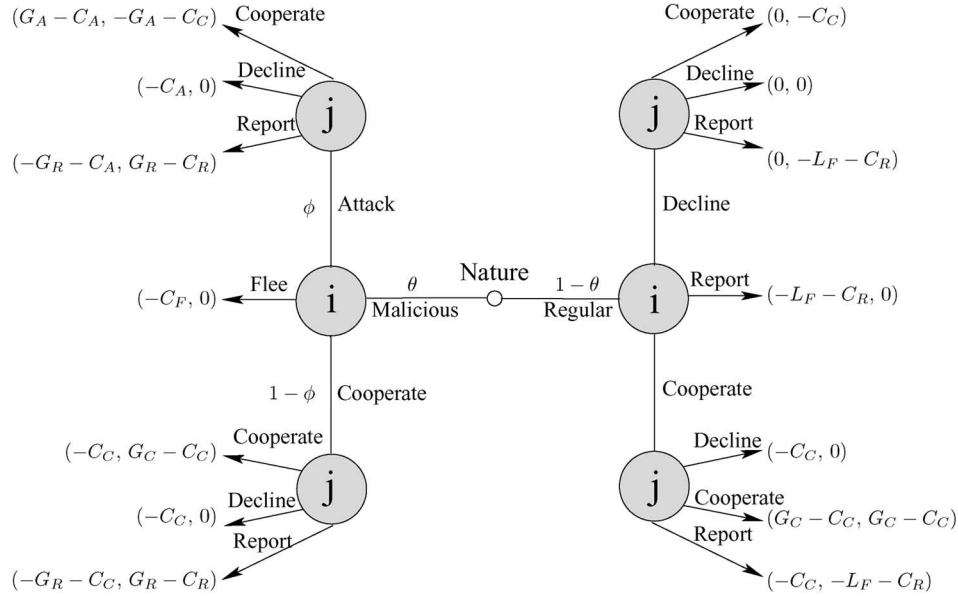 (G_A − C_A, −G_A − C_C)
Cooperate
(−C_A, 0)
Decline
(−G_R − C_A, G_R − C_R)
Report
j
ϕ Attack
(−C_F, 0)
Flee
i
θ
Malicious
1 − ϕ Cooperate
(−C_C, G_C − C_C)
Cooperate
(−C_C, 0)
Decline
(−G_R − C_C, G_R − C_R)
Report
j
Nature
Cooperate
(0, −C_C)
Decline
(0, 0)
Report
(0, −L_F − C_R)
j
Decline
1 − θ
Regular
i
Report
(−L_F − C_R, 0)
Cooperate
j
Decline
(−C_C, 0)
Cooperate
(G_C − C_C, G_C − C_C)
Report
(−C_C, −L_F − C_R)